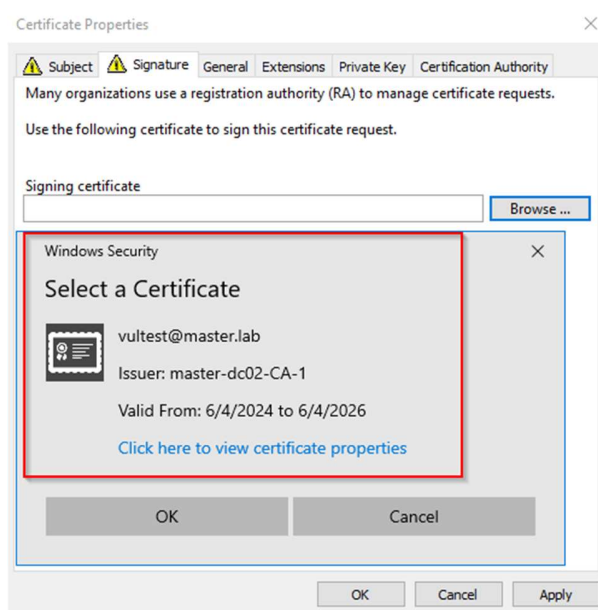 Certificate Properties
Subject Signature General Extensions Private Key Certification Authority
Many organizations use a registration authority (RA) to manage certificate requests.
Use the following certificate to sign this certificate request.
Signing certificate
Browse ...
Windows Security
Select a Certificate
vultest@master.lab
Issuer: master-dc02-CA-1
Valid From: 6/4/2024 to 6/4/2026
Click here to view certificate properties
OK Cancel
OK Cancel Apply